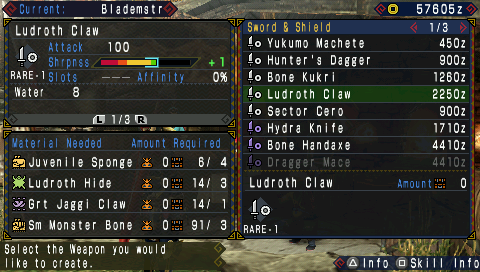 Current: Blademstr
57605z
Ludroth Claw
Attack 100
Shrpnss +1
RARE-1 Slots --- Affinity 0%
Water 8
L 1/3 R
Material Needed Amount Required
Juvenile Sponge 0 6/ 4
Ludroth Hide 0 14/ 3
Grt Jaggi Claw 0 14/ 1
Sm Monster Bone 0 91/ 3
Select the Weapon you would
like to create.
Sword & Shield 1/3
Yukumo Machete 450z
Hunter's Dagger 900z
Bone Kukri 1260z
Ludroth Claw 2250z
Sector Cero 900z
Hydra Knife 1710z
Bone Handaxe 4410z
Dragger Mace 4410z
Ludroth Claw Amount 0
RARE-1
Info Skill Info